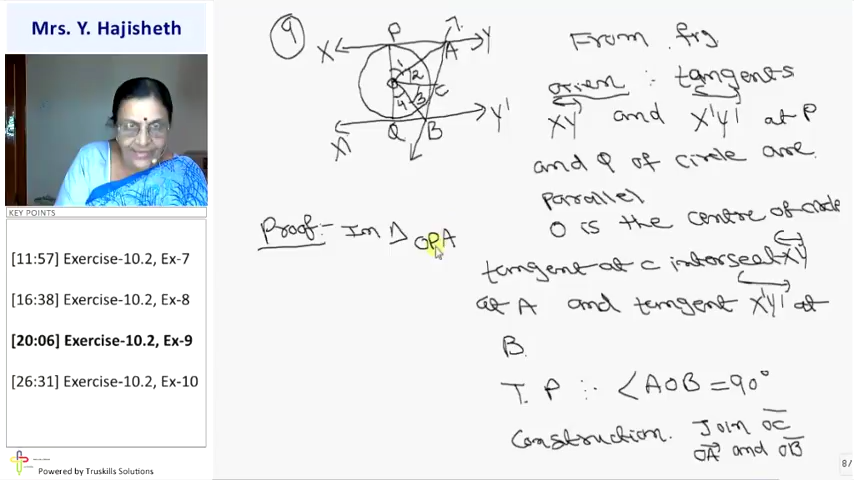 Mrs. Y. Hajisheth
KEY POINTS
[11:57] Exercise-10.2, Ex-7
[16:38] Exercise-10.2, Ex-8
[20:06] Exercise-10.2, Ex-9
[26:31] Exercise-10.2, Ex-10
Powered by Truskills Solutions
9
X P A Y
1 2
C
4 3
X' Q B Y'
Proof:- In Δ OPA
From fig
: tangents
XY and X'Y' at P
and Q of circle are
parallel
O is the centre of circle
tangent at C intersect XY
at A and tangent X'Y' at
B.
T. P ∴ ∠AOB = 90°
Construction. Join OC
OA and OB
8/